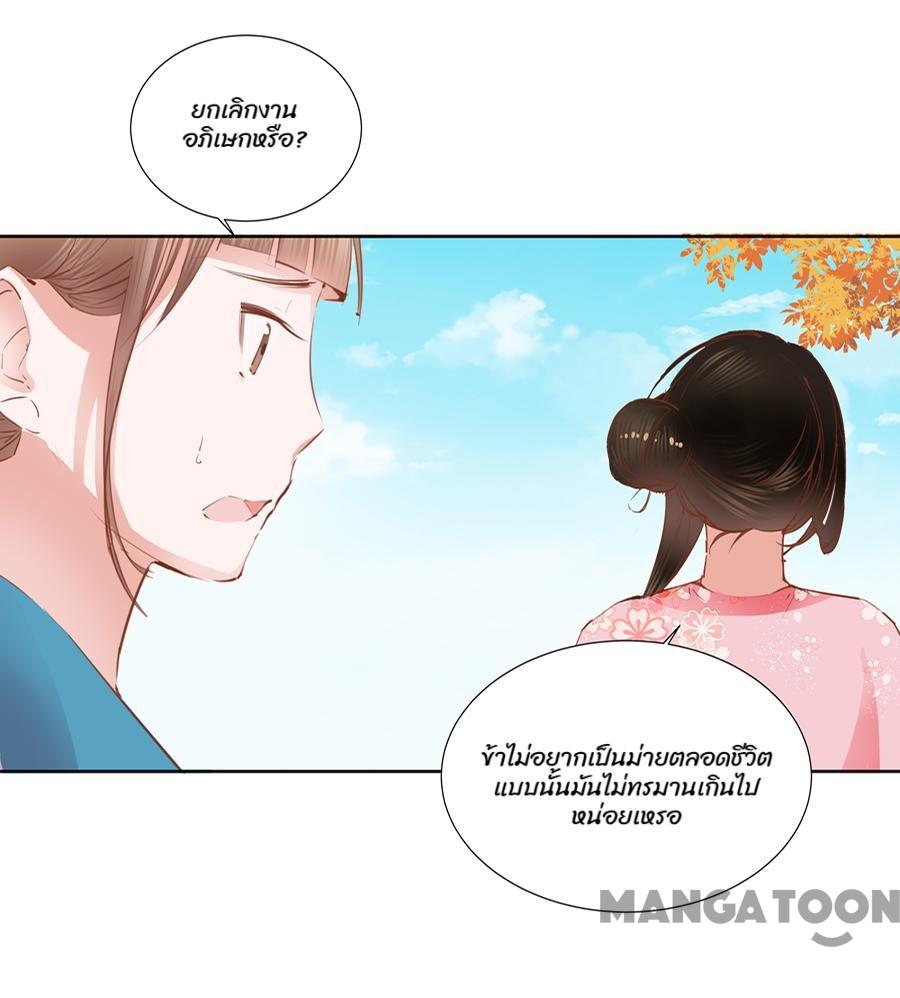 ยกเลิกงาน
อภิเษกหรือ?
ข้าไม่อยากเป็นม่ายตลอดชีวิต
แบบนั้นมันไม่ทรมานเกินไป
หน่อยเหรอ
MANGATOON